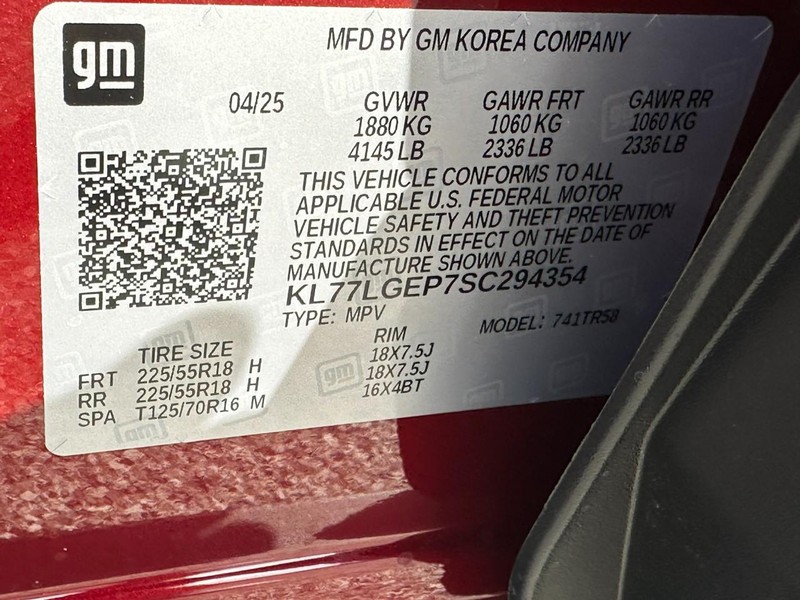 gm
MFD BY GM KOREA COMPANY
04/25 GVWR GAWR FRT GAWR RR
1880 KG 1060 KG 1060 KG
4145 LB 2336 LB 2336 LB
THIS VEHICLE CONFORMS TO ALL
APPLICABLE U.S. FEDERAL MOTOR
VEHICLE SAFETY AND THEFT PREVENTION
STANDARDS IN EFFECT ON THE DATE OF
MANUFACTURE SHOWN ABOVE.
KL77LGEP7SC294354
TYPE: MPV MODEL: 741TR58
TIRE SIZE RIM
FRT 225/55R18 H 18X7.5J
RR 225/55R18 H 18X7.5J
SPA T125/70R16 M 16X4BT